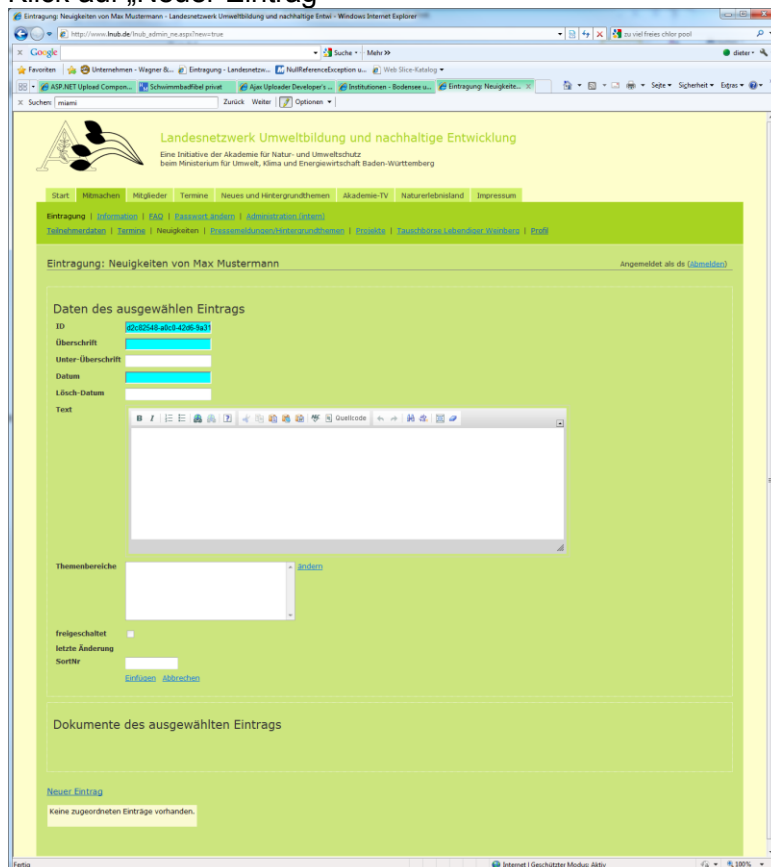 Klick auf „Neuer Eintrag
Eintragung: Neuigkeiten von Max Mustermann - Landesnetzwerk Umweltbildung und nachhaltige Entwi - Windows Internet Explorer
http://www.lnub.de/lnub_admin_ne.aspx?new=true
zu viel freies chlor pool
x Google Suche Mehr » dieter
Favoriten Unternehmen - Wagner &... Eintragung - Landesnetzw... NullReferenceException u... Web Slice-Katalog
ASP.NET Upload Compon... Schwimmbadfibel privat Ajax Uploader Developer's ... Institutionen - Bodensee u... Eintragung: Neuigkeite... Seite Sicherheit Extras
x Suchen: miami Zurück Weiter Optionen
Landesnetzwerk Umweltbildung und nachhaltige Entwicklung
Eine Initiative der Akademie für Natur- und Umweltschutz
beim Ministerium für Umwelt, Klima und Energiewirtschaft Baden-Württemberg
Start Mitmachen Mitglieder Termine Neues und Hintergrundthemen Akademie-TV Naturerlebnisland Impressum
Eintragung | Information | FAQ | Passwort ändern | Administration (intern)
Teilnehmerdaten | Termine | Neuigkeiten | Pressemeldungen/Hintergrundthemen | Projekte | Tauschbörse Lebendiger Weinberg | Profil
Eintragung: Neuigkeiten von Max Mustermann Angemeldet als ds (Abmelden)
Daten des ausgewählen Eintrags
ID d2c82548-a0c0-42d6-9a31
Überschrift
Unter-Überschrift
Datum
Lösch-Datum
Text
B I Quellcode
Themenbereiche ändern
freigeschaltet
letzte Änderung
SortNr
Einfügen Abbrechen
Dokumente des ausgewählten Eintrags
Neuer Eintrag
Keine zugeordneten Einträge vorhanden.
Fertig Internet | Geschützter Modus: Aktiv 100%